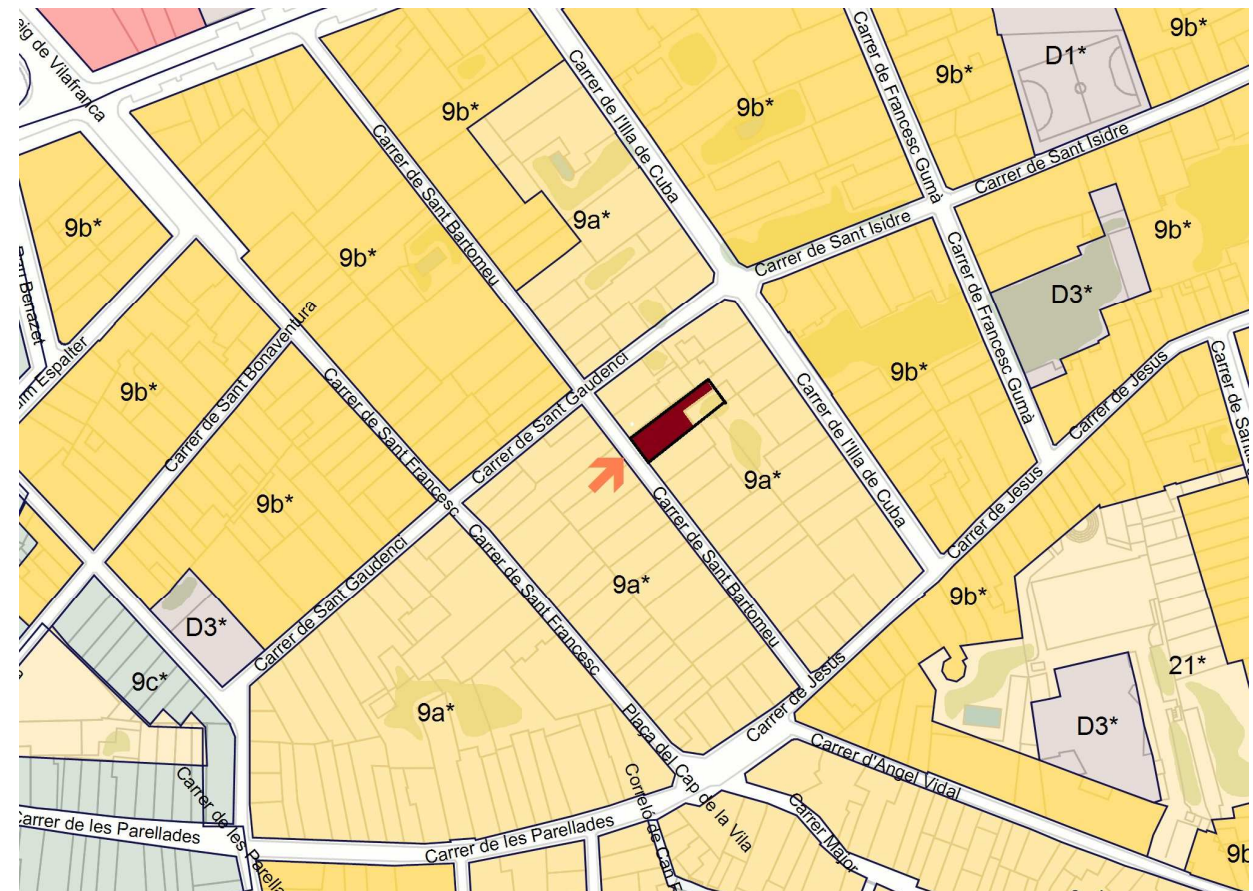 Carrer de l'Illa de Cuba
Carrer de Francesc Gumà
9b*
D1*
9b*
9b*
9b*
Carrer de Sant Bartomeu
Carrer de Sant Isidre
9a*
Carrer de Sant Isidre
9b*
9b*
9b*
Carrer de Francesc Gumà
D3*
Carrer de Sant Bonaventura
Carrer de Sant Gaudenci
Carrer de Jesús
9b*
9b*
Carrer de Sant Francesc
Carrer de l'Illa de Cuba
Carrer de Sant Gaudenci
9a*
9b*
Carrer de Jesús
Carrer de Sant Bartomeu
Carrer de Sant Gaudenci
Carrer de Sant Francesc
9a*
9b*
D3*
9c*
21*
Carrer de Jesús
9a*
D3*
Plaça del Cap de la Vila
Carrer d'Àngel Vidal
Carrer de les Parellades
Carrer de les Parellades
Carrer Major